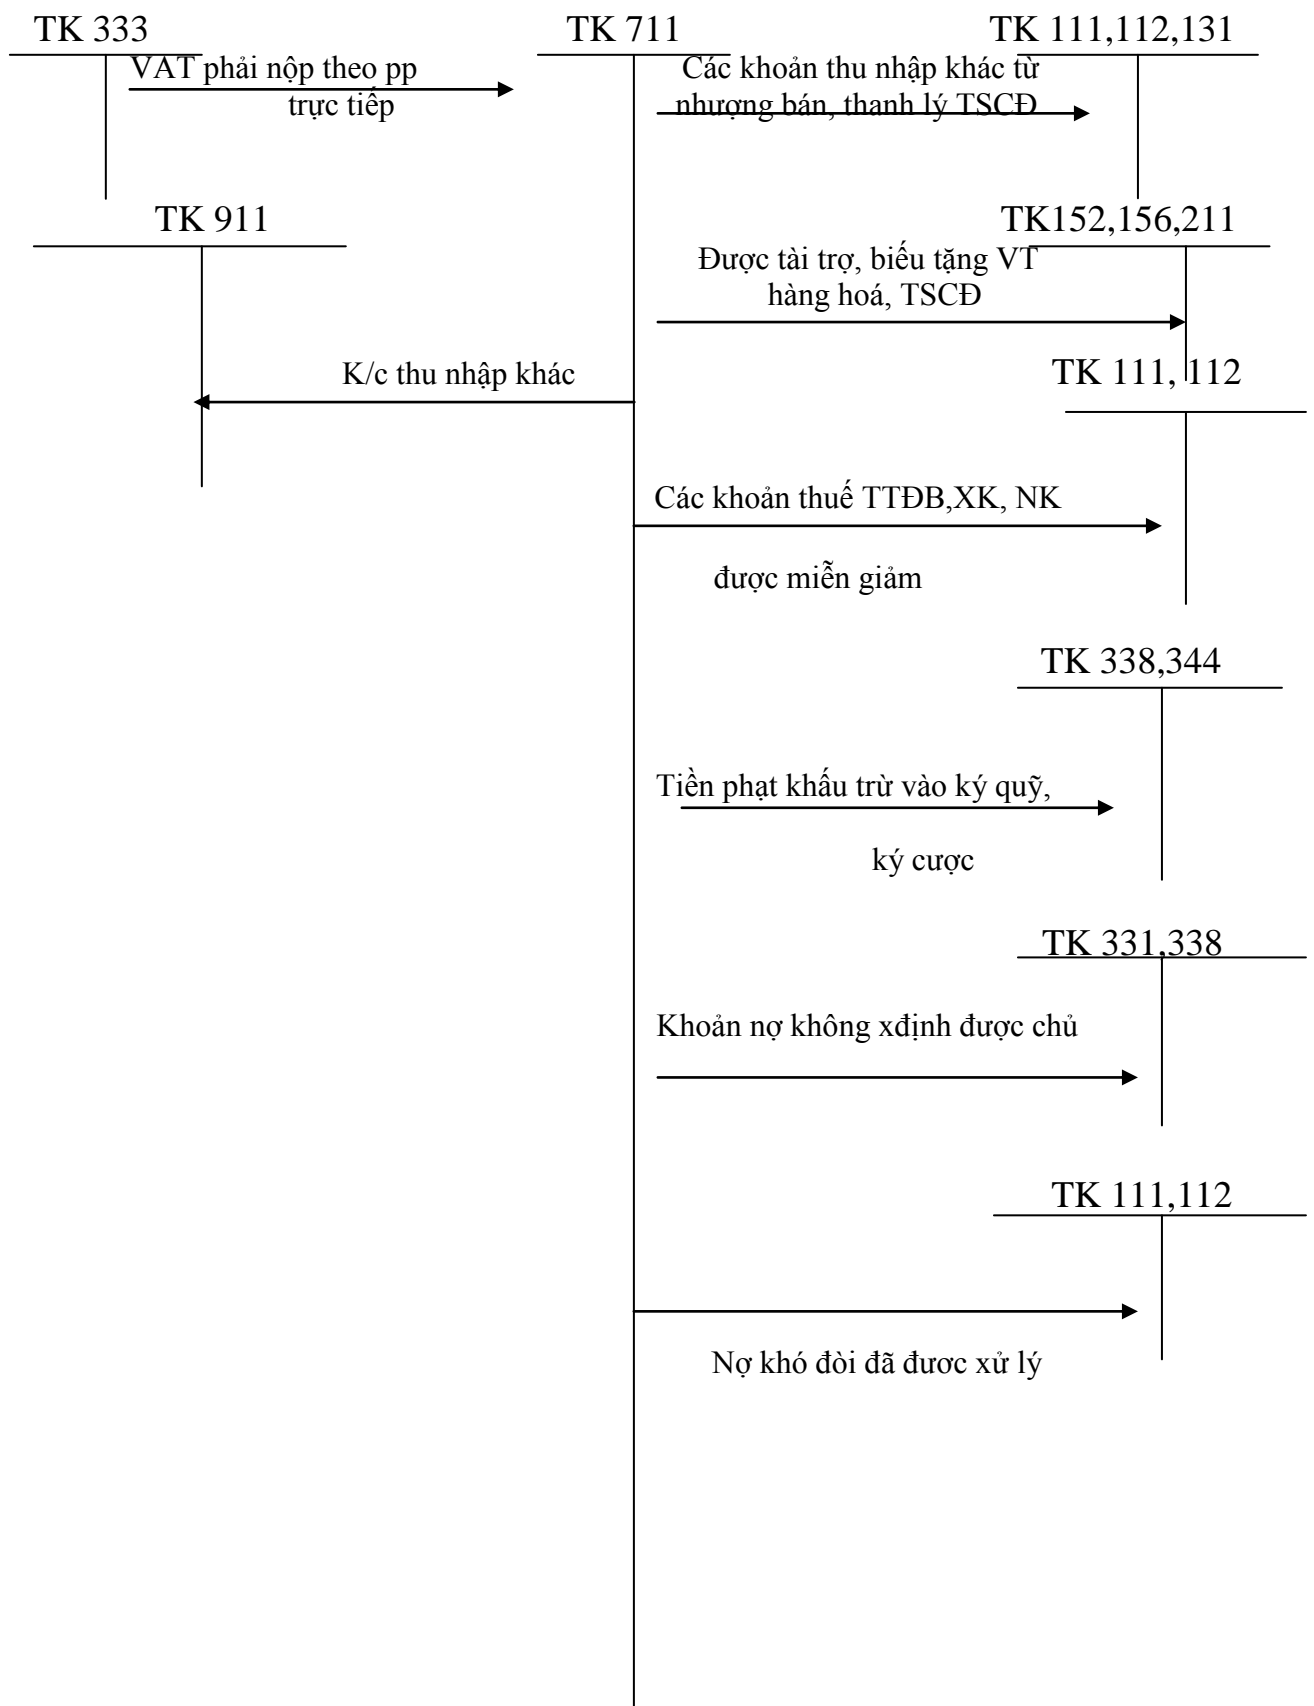 TK 333
TK 711
TK 111,112,131
VAT phải nộp theo pp
trực tiếp
Các khoản thu nhập khác từ
nhượng bán, thanh lý TSCĐ
TK 911
TK152,156,211
Được tài trợ, biếu tặng VT
hàng hoá, TSCĐ
K/c thu nhập khác
TK 111, 112
Các khoản thuế TTĐB,XK, NK
được miễn giảm
TK 338,344
Tiền phạt khấu trừ vào ký quỹ,
ký cược
TK 331,338
Khoản nợ không xđịnh được chủ
TK 111,112
Nợ khó đòi đã đươc xử lý